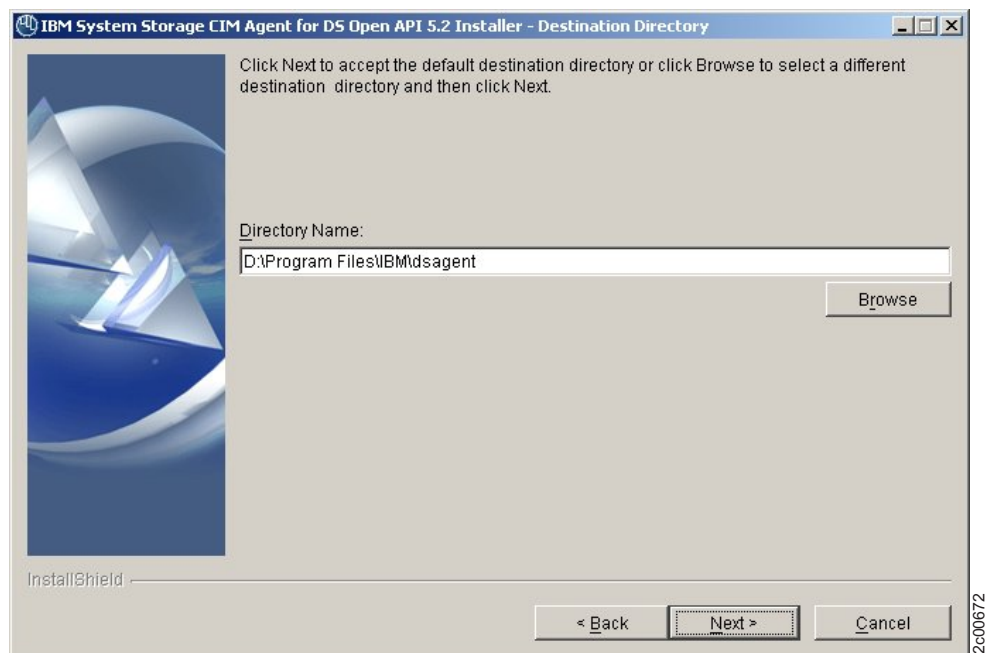 IBM System Storage CIM Agent for DS Open API 5.2 Installer - Destination Directory
Click Next to accept the default destination directory or click Browse to select a different
destination directory and then click Next.
Directory Name:
D:\Program Files\IBM\dsagent
Browse
InstallShield
< Back
Next >
Cancel
2c00672